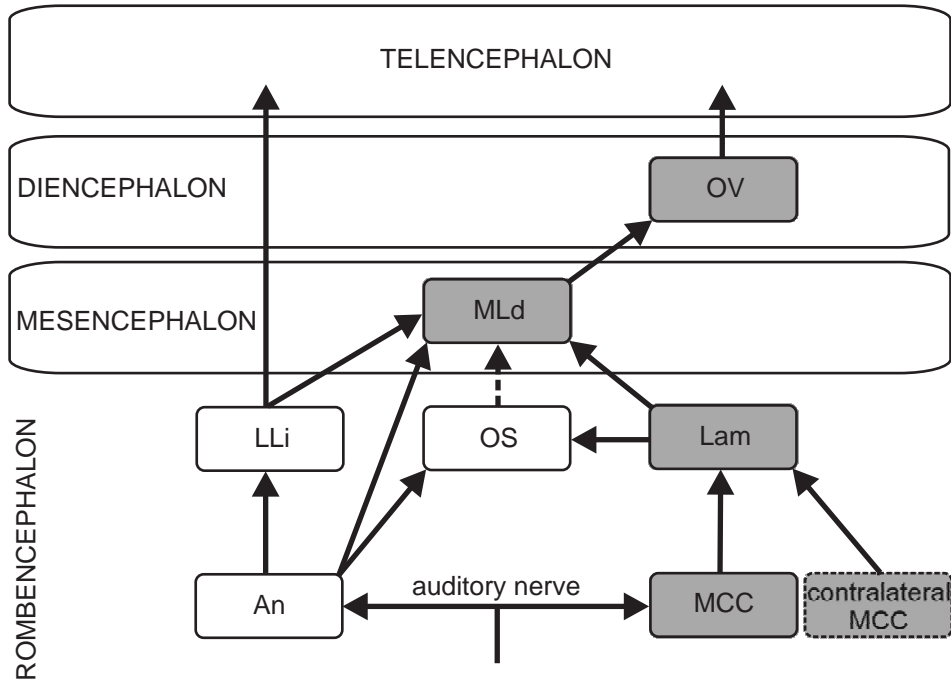 TELENCEPHALON
DIENCEPHALON
OV
MESENCEPHALON
MLd
ROMBENCEPHALON
LLi
OS
Lam
An
auditory nerve
MCC
contralateral
MCC